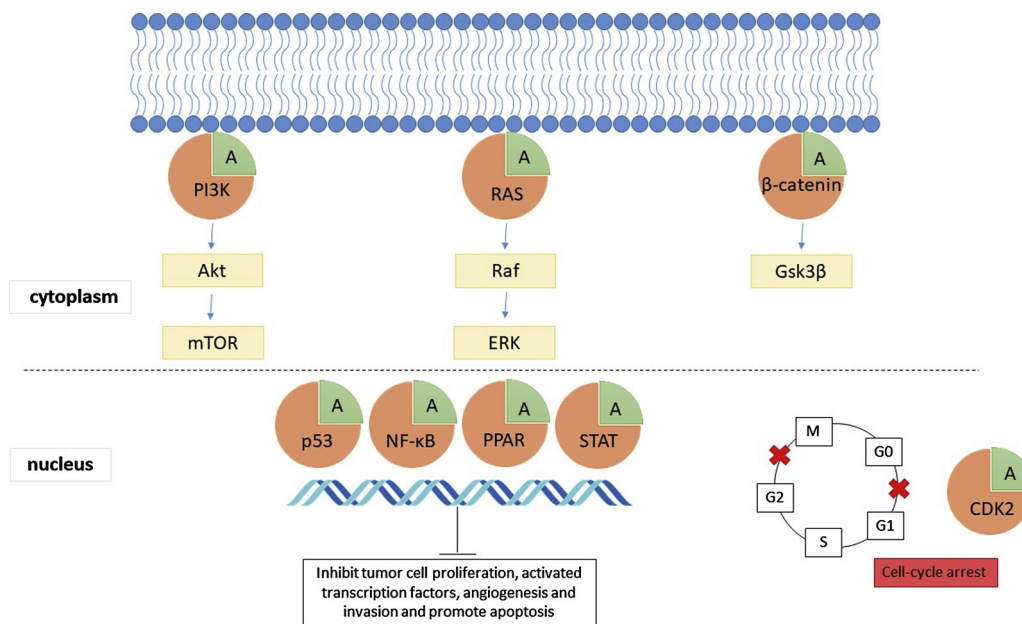 A
PI3K
A
RAS
A
β-catenin
Akt
Raf
Gsk3β
cytoplasm
mTOR
ERK
nucleus
A
p53
A
NF-κB
A
PPAR
A
STAT
M
G0
G2
G1
S
A
CDK2
Cell-cycle arrest
Inhibit tumor cell proliferation, activated
transcription factors, angiogenesis and
invasion and promote apoptosis